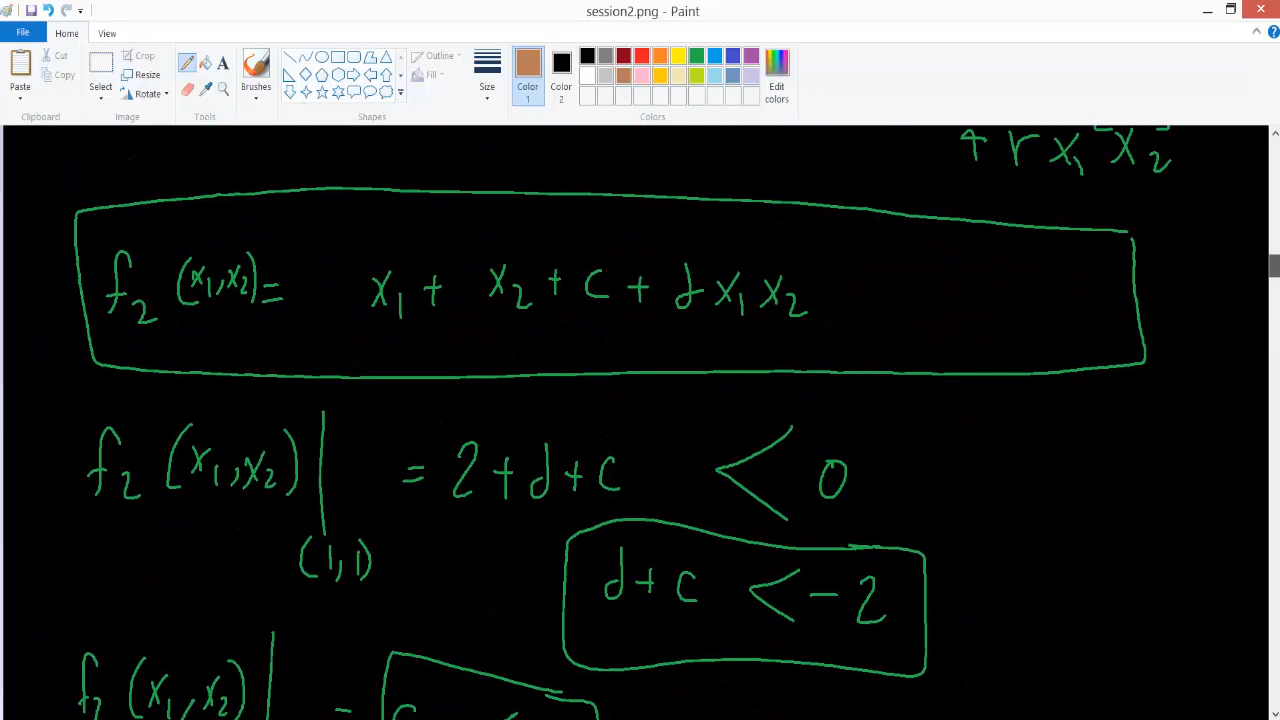 session2.png - Paint
File Home View
Paste Cut Copy Clipboard
Select Crop Resize Rotate Image
Tools
Brushes
Outline Fill Shapes
Size
Color 1 Color 2 Edit colors Colors
+ r x₁² x₂
f₂ (x₁,x₂) = x₁ + x₂ + c + d x₁ x₂
f₂ (x₁,x₂) | = 2+d+c < 0
(1,1)
d+c < -2
f₂ (x₁,x₂) | =